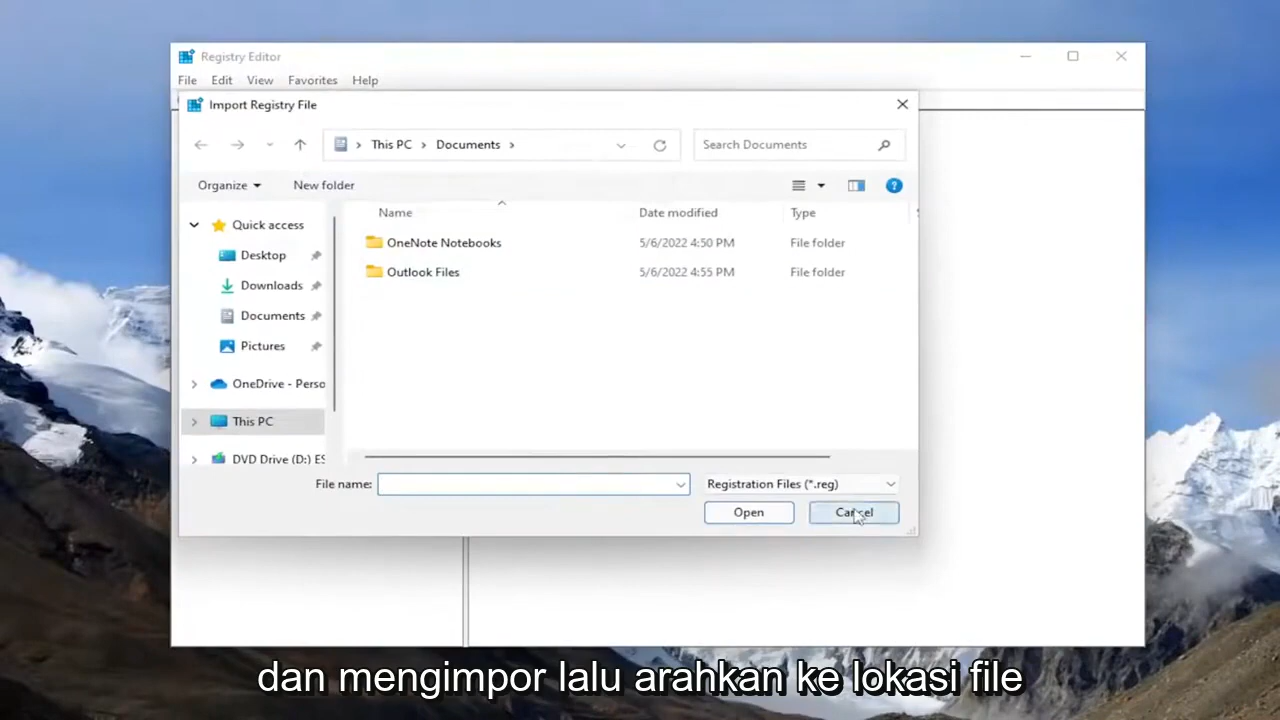 Registry Editor
File Edit View Favorites Help
Import Registry File
This PC Documents
Search Documents
Organize
New folder
Name Date modified Type
Quick access
Desktop
Downloads
Documents
Pictures
OneDrive - Perso
This PC
DVD Drive (D:) ES
OneNote Notebooks 5/6/2022 4:50 PM File folder
Outlook Files 5/6/2022 4:55 PM File folder
File name:
Registration Files (*.reg)
Open
Cancel
dan mengimpor lalu arahkan ke lokasi file